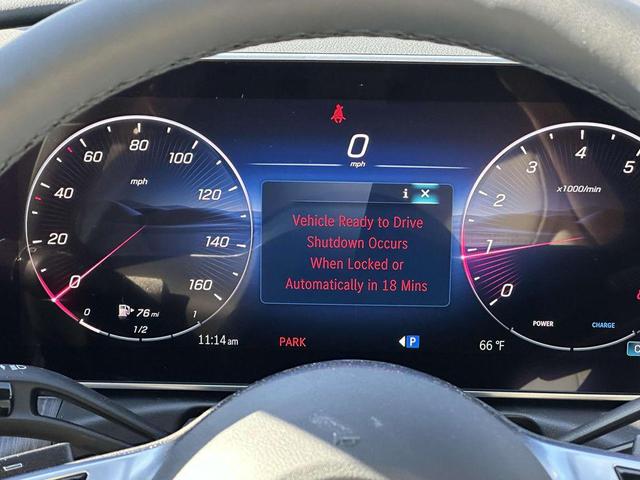 0
mph
80
60
100
mph
40
120
20
140
0
160
0
76 mi
1
1/2
i X
Vehicle Ready to Drive
Shutdown Occurs
When Locked or
Automatically in 18 Mins
4
3
5
x1000/min
2
1
0
POWER
CHARGE
11:14 am
PARK
P
66 °F